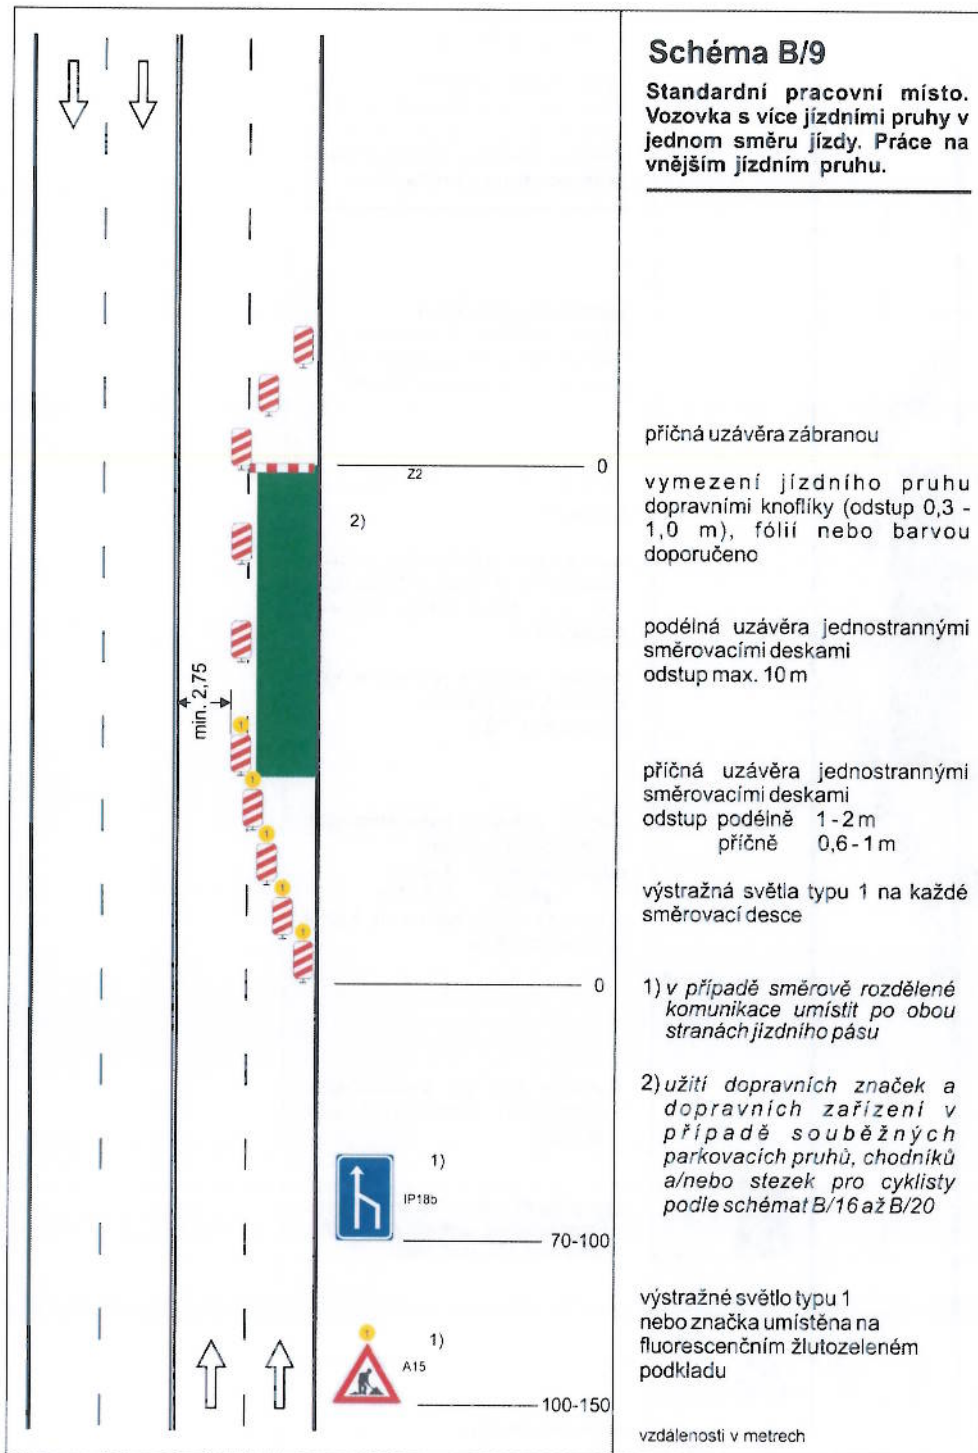 Schéma B/9
Standardní pracovní místo.
Vozovka s více jízdními pruhy v
jednom směru jízdy. Práce na
vnějším jízdním pruhu.
příčná uzávěra zábranou
Z2
0
vymezení jízdního pruhu
dopravními knoflíky (odstup 0,3 -
1,0 m), fólií nebo barvou
doporučeno
2)
podélná uzávěra jednostrannými
směrovacími deskami
odstup max. 10 m
min. 2,75
1
1
1
1
1
příčná uzávěra jednostrannými
směrovacími deskami
odstup podélně 1 - 2 m
příčně 0,6 - 1 m
výstražná světla typu 1 na každé
směrovací desce
0
1) v případě směrově rozdělené
komunikace umístit po obou
stranách jízdního pásu
2) užití dopravních značek a
dopravních zařízení v
případě souběžných
parkovacích pruhů, chodníků
a/nebo stezek pro cyklisty
podle schémat B/16 až B/20
1)
IP18b
70-100
výstražné světlo typu 1
nebo značka umístěna na
fluorescenčním žlutozeleném
podkladu
1
1)
A15
100-150
vzdálenosti v metrech